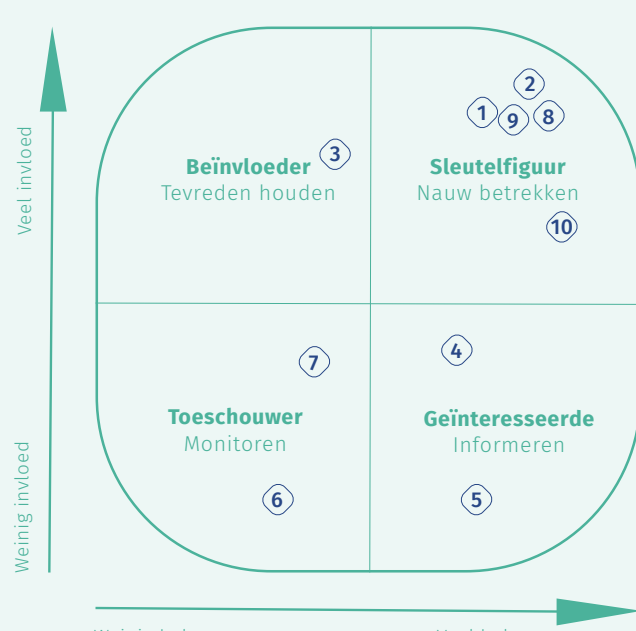 2
1
9
8
3
Beïnvloeder
Tevreden houden
Sleutelfiguur
Nauw betrekken
10
Veel invloed
7
4
Toeschouwer
Monitoren
Geïnteresseerde
Informeren
6
5
Weinig invloed